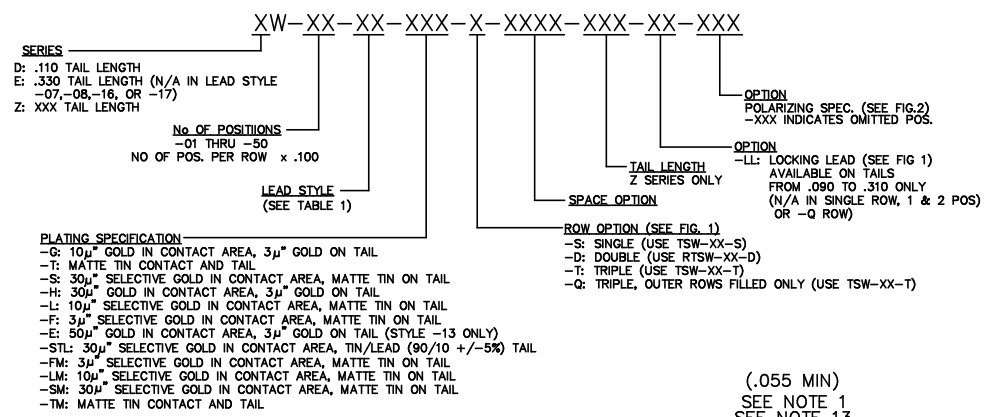 XW-XX-XX-XXX-X-XXXX-XXX-XX-XXX
SERIES
D: .110 TAIL LENGTH
E: .330 TAIL LENGTH (N/A IN LEAD STYLE
-07,-08,-16, OR -17)
Z: XXX TAIL LENGTH
No OF POSITIIONS
-01 THRU -50
NO OF POS. PER ROW x .100
LEAD STYLE
(SEE TABLE 1)
PLATING SPECIFICATION
-G: 10µ" GOLD IN CONTACT AREA, 3µ" GOLD ON TAIL
-T: MATTE TIN CONTACT AND TAIL
-S: 30µ" SELECTIVE GOLD IN CONTACT AREA, MATTE TIN ON TAIL
-H: 30µ" GOLD IN CONTACT AREA, 3µ" GOLD ON TAIL
-L: 10µ" SELECTIVE GOLD IN CONTACT AREA, MATTE TIN ON TAIL
-F: 3µ" SELECTIVE GOLD IN CONTACT AREA, MATTE TIN ON TAIL
-E: 50µ" GOLD IN CONTACT AREA, 3µ" GOLD ON TAIL (STYLE -13 ONLY)
-STL: 30µ" SELECTIVE GOLD IN CONTACT AREA, TIN/LEAD (90/10 +/-5%) TAIL
-FM: 3µ" SELECTIVE GOLD IN CONTACT AREA, MATTE TIN ON TAIL
-LM: 10µ" SELECTIVE GOLD IN CONTACT AREA, MATTE TIN ON TAIL
-SM: 30µ" SELECTIVE GOLD IN CONTACT AREA, MATTE TIN ON TAIL
-TM: MATTE TIN CONTACT AND TAIL
OPTION
POLARIZING SPEC. (SEE FIG.2)
-XXX INDICATES OMITTED POS.
OPTION
-LL: LOCKING LEAD (SEE FIG 1)
AVAILABLE ON TAILS
FROM .090 TO .310 ONLY
(N/A IN SINGLE ROW, 1 & 2 POS)
OR -Q ROW)
TAIL LENGTH
Z SERIES ONLY
SPACE OPTION
ROW OPTION (SEE FIG. 1)
-S: SINGLE (USE TSW-XX-S)
-D: DOUBLE (USE RTSW-XX-D)
-T: TRIPLE (USE TSW-XX-T)
-Q: TRIPLE, OUTER ROWS FILLED ONLY (USE TSW-XX-T)
(.055 MIN)
SEE NOTE 1
SEE NOTE 13